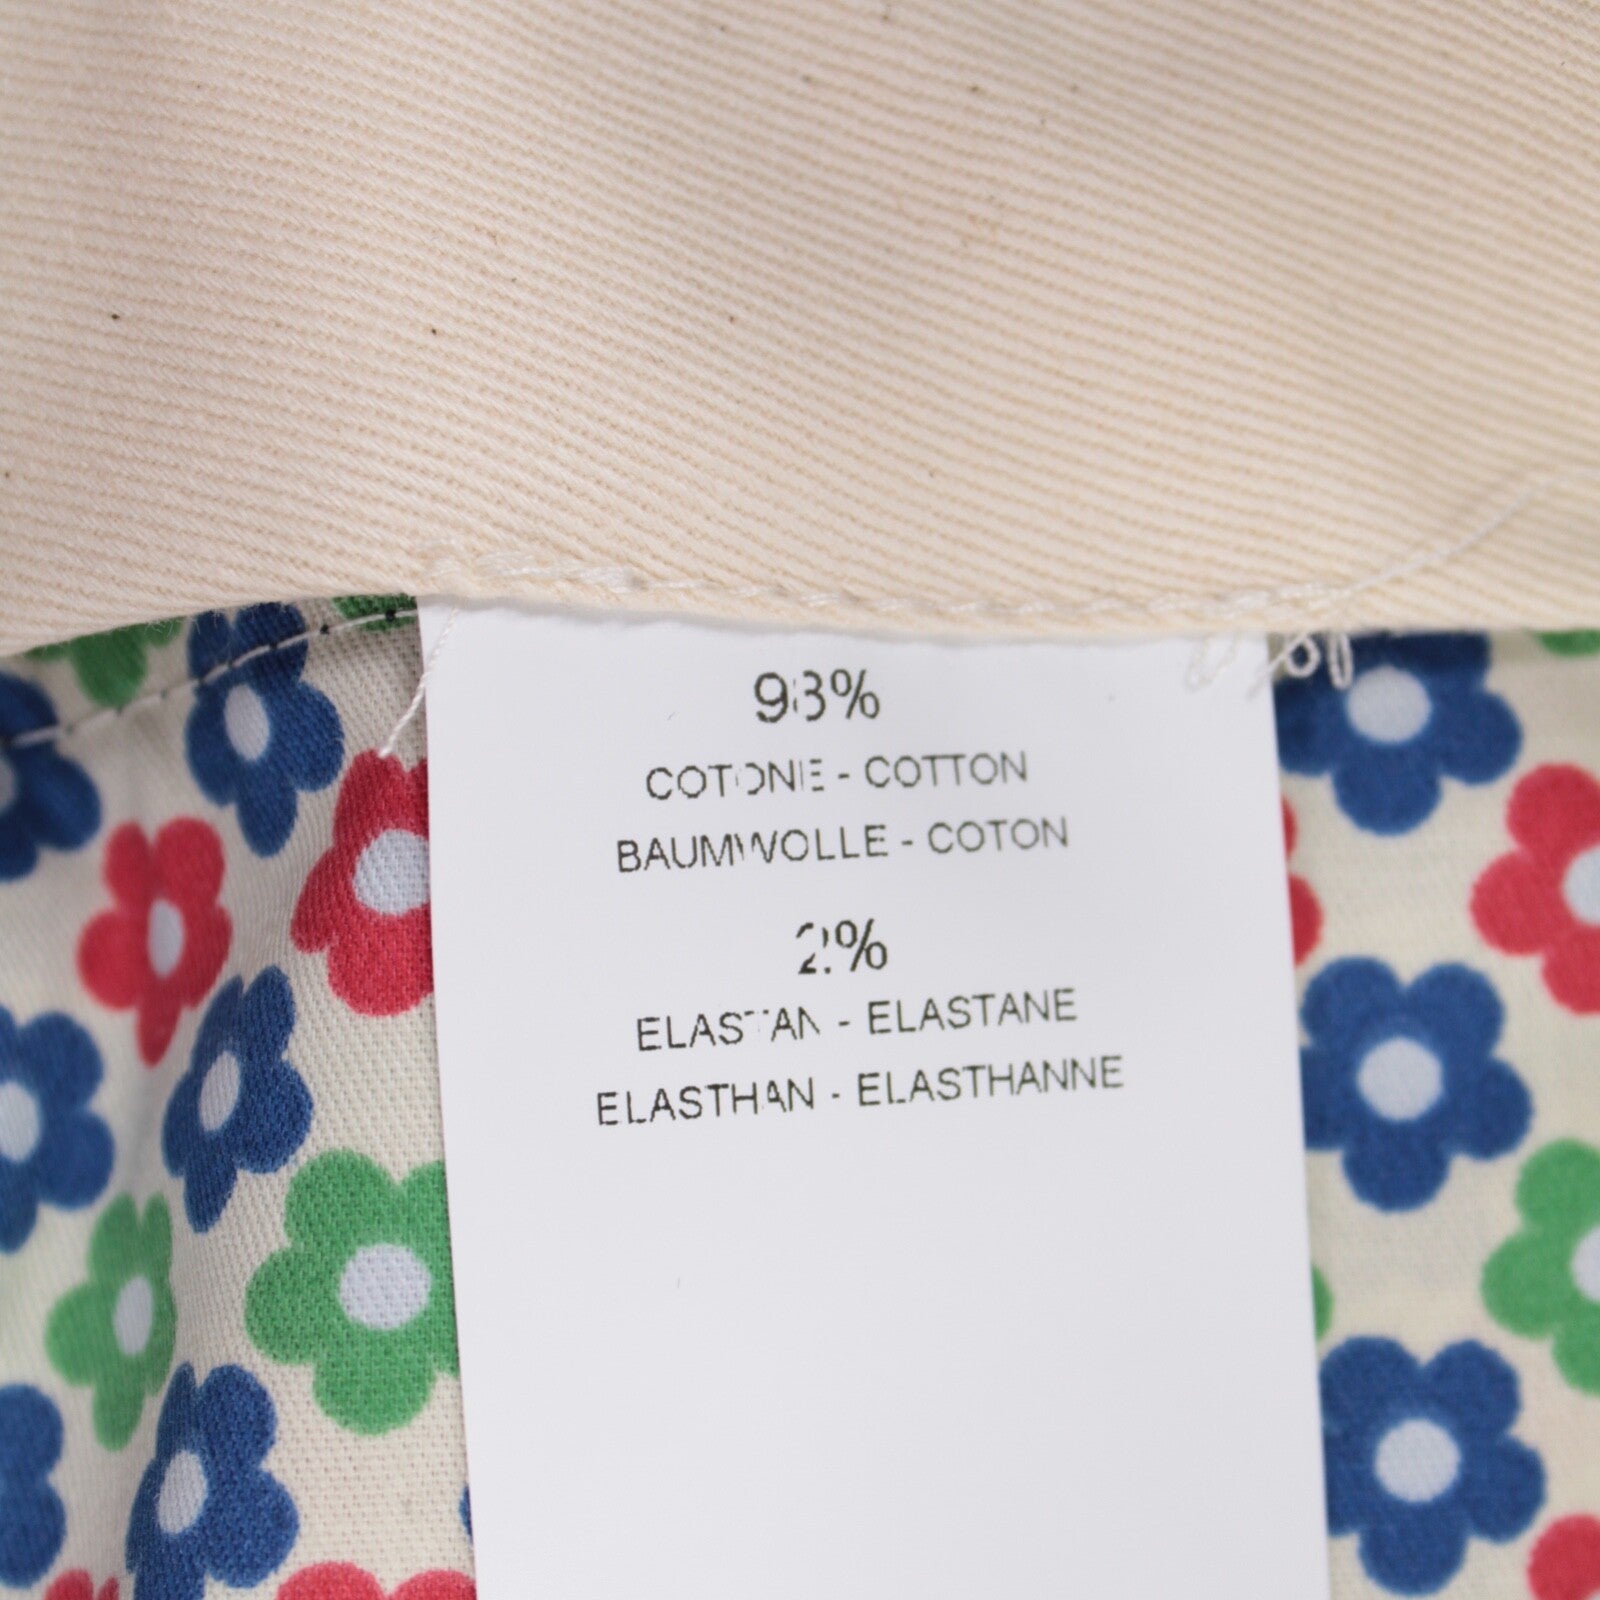 98%
COTONE - COTTON
BAUMWOLLE - COTON
2%
ELASTAN - ELASTANE
ELASTHAN - ELASTHANNE